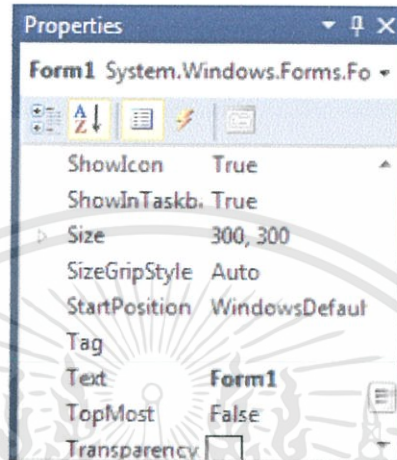 Properties
Form1 System.Windows.Forms.Fo
ShowIcon True
ShowInTaskb. True
Size 300, 300
SizeGripStyle Auto
StartPosition WindowsDefaul
Tag
Text Form1
TopMost False
Transparency